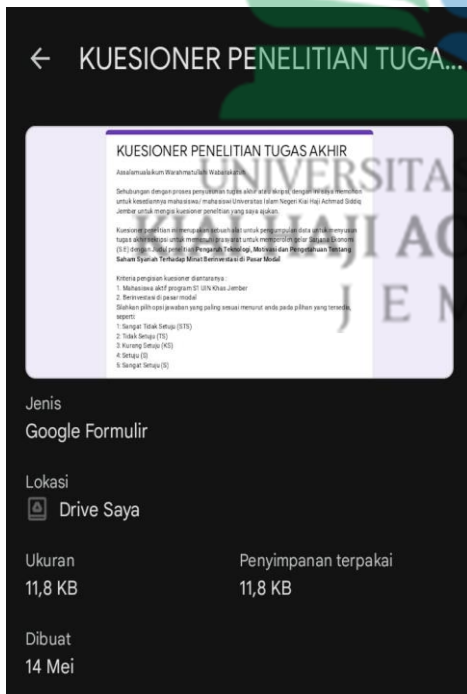 ← KUESIONER PENELITIAN TUGA...
KUESIONER PENELITIAN TUGAS AKHIR
Assalamualaikum Warahmatullahi Wabarakatuh
Sehubungan dengan proses penyusunan tugas akhir atau skripsi, dengan ini saya memohon
untuk kesediannya mahasiswa/ mahasiswi Universitas Islam Negeri Kiai Haji Achmad Siddiq
Jember untuk mengisi kuesioner penelitian yang saya ajukan.
Kuesioner penelitian ini merupakan sebuah alat untuk pengumpulan data untuk menyusun
tugas akhir/skripsi untuk memenuhi prasyarat untuk memperoleh gelar Sarjana Ekonomi
(S.E) dengan Judul penelitian Pengaruh Teknologi, Motivasi dan Pengetahuan Tentang
Saham Syariah Terhadap Minat Berinvestasi di Pasar Modal
Kriteria pengisian kuesioner diantaranya :
1. Mahasiswa aktif program S1 UIN Khas Jember
2. Berinvestasi di pasar modal
Silahkan pilih opsi jawaban yang paling sesuai menurut anda pada pilihan yang tersedia,
seperti:
1: Sangat Tidak Setuju (STS)
2: Tidak Setuju (TS)
3: Kurang Setuju (KS)
4: Setuju (S)
5: Sangat Setuju (S)
UNIVERSITA
KIAI HAJI AC
J E M
Jenis
Google Formulir
Lokasi
Drive Saya
Ukuran
11,8 KB
Penyimpanan terpakai
11,8 KB
Dibuat
14 Mei